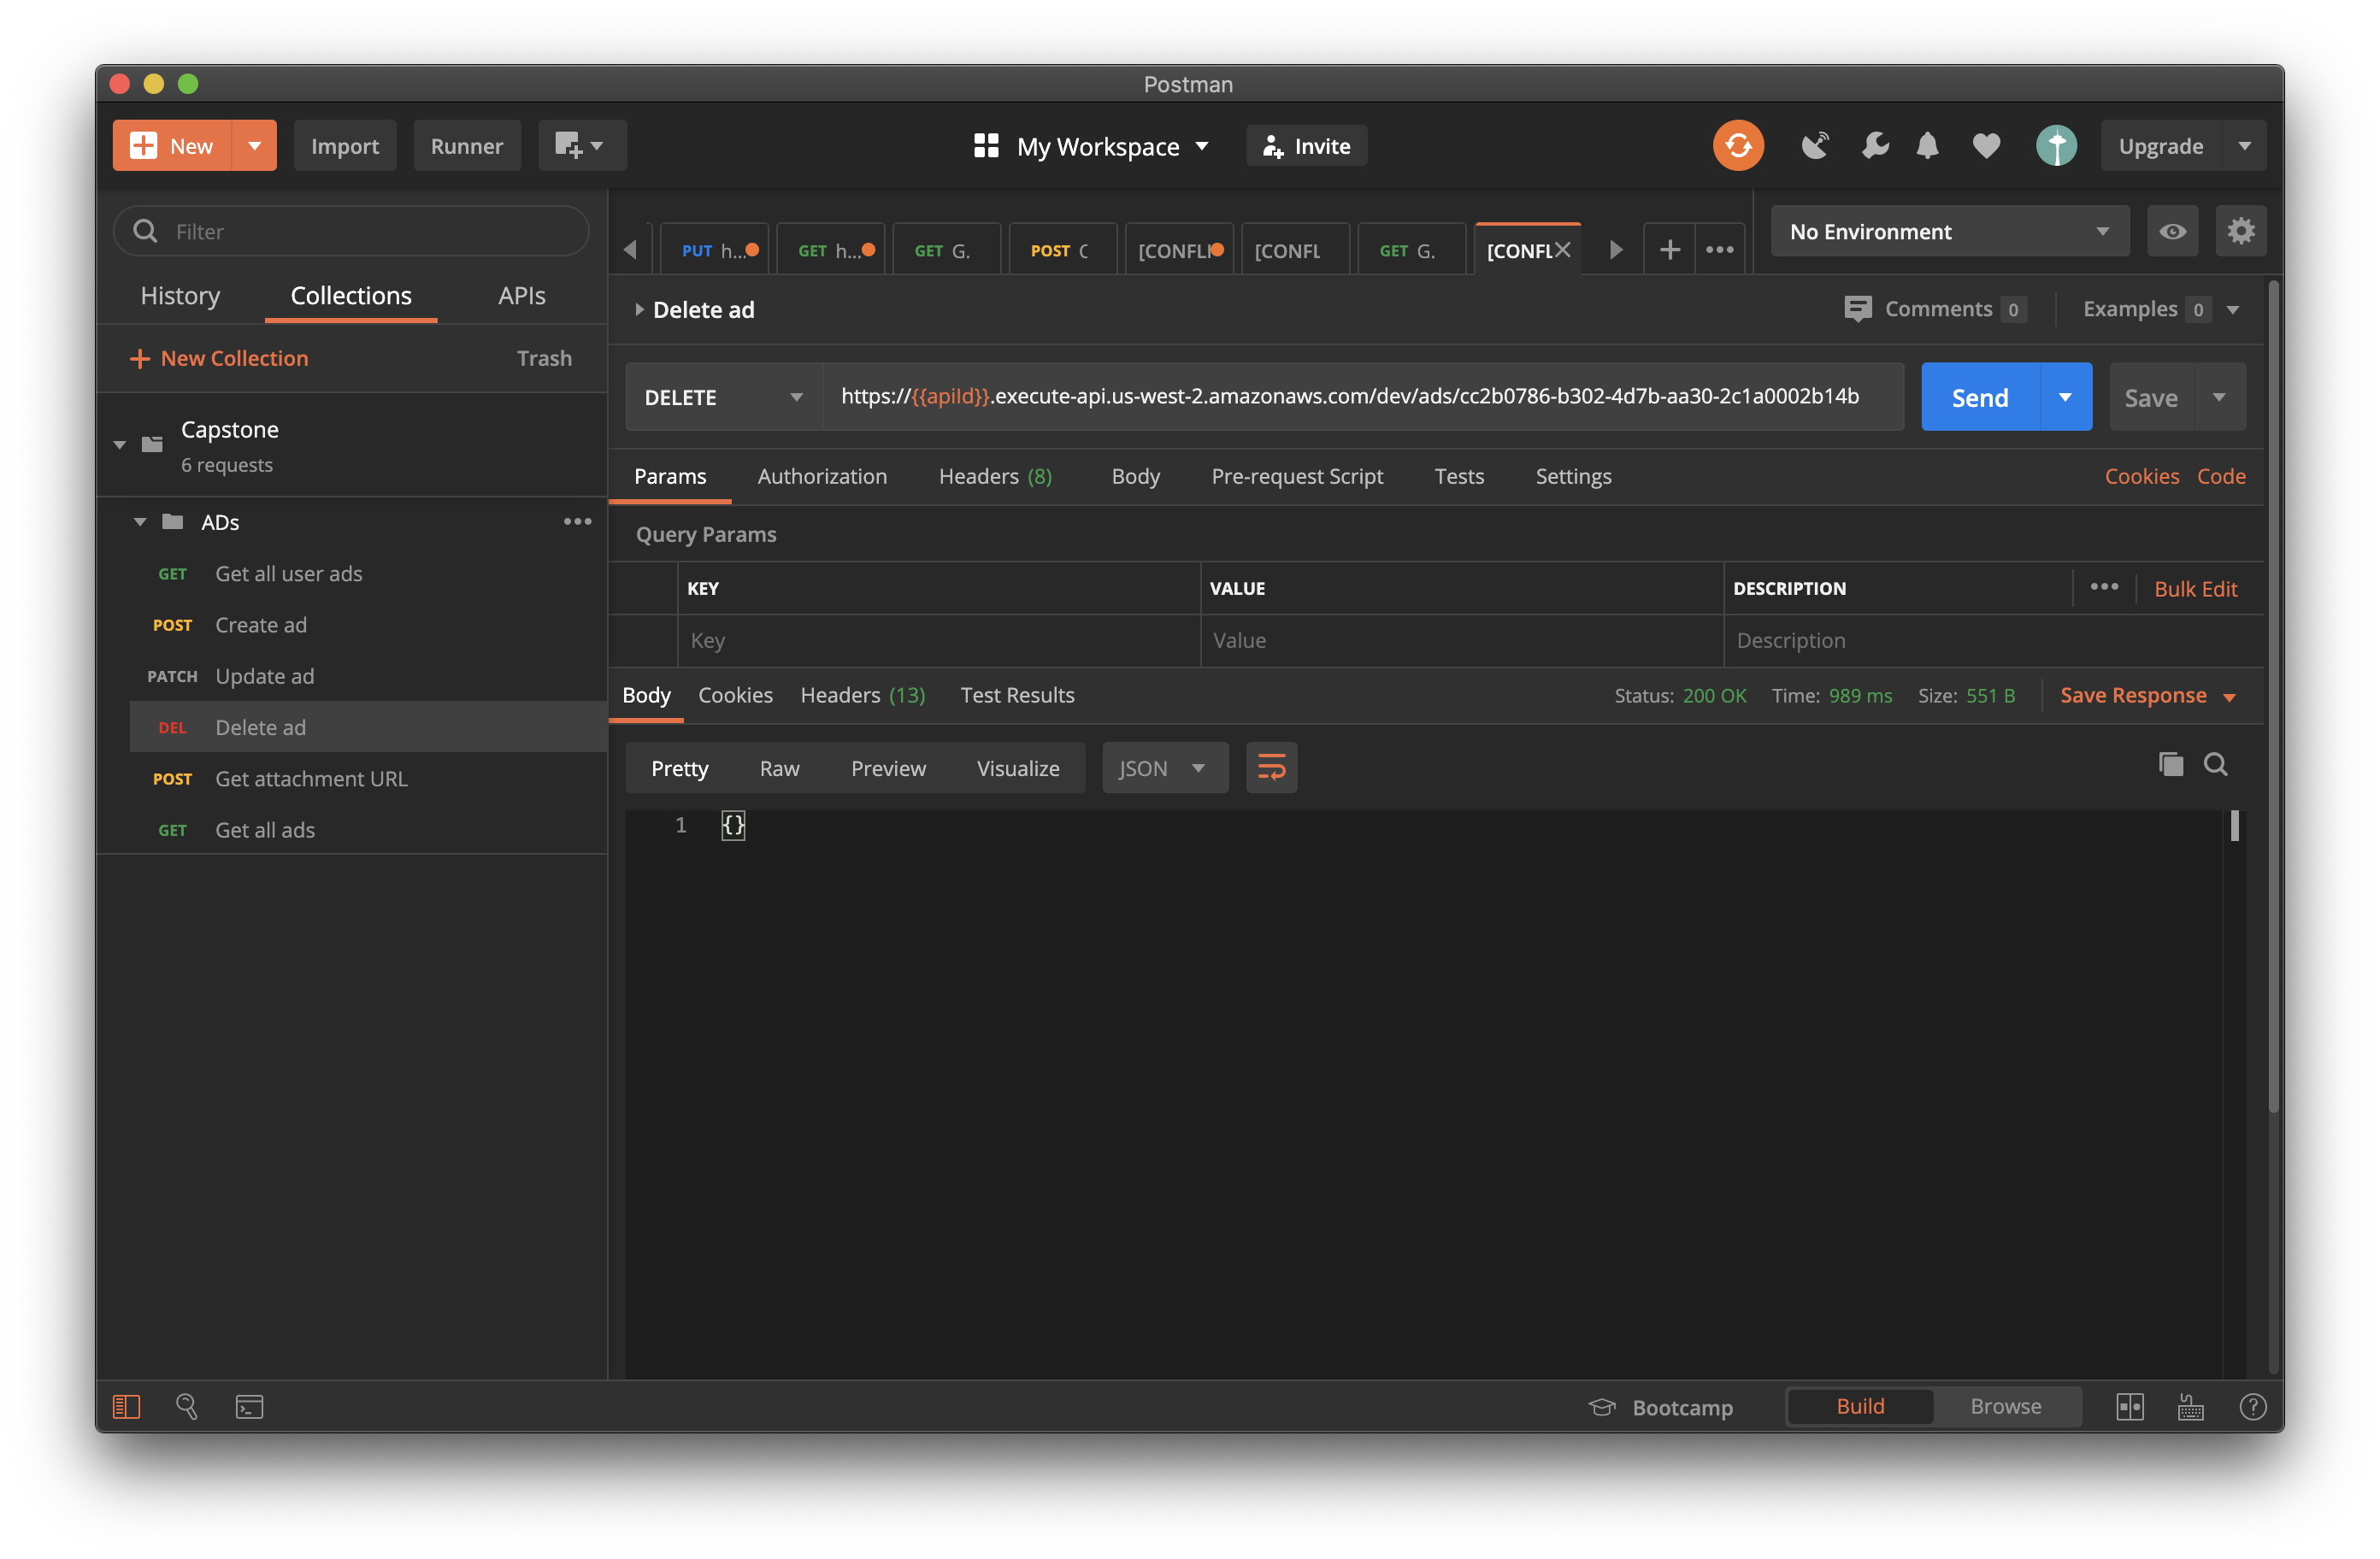 Postman
New
Import
Runner
My Workspace
Invite
Upgrade
Filter
History
Collections
APIs
New Collection
Trash
Capstone
6 requests
ADs
GET Get all user ads
POST Create ad
PATCH Update ad
DEL Delete ad
POST Get attachment URL
GET Get all ads
PUT h...
GET h...
GET G.
POST C
[CONFLI
[CONFL
GET G.
[CONFL
No Environment
Delete ad
Comments 0
Examples 0
DELETE
https://{{apiId}}.execute-api.us-west-2.amazonaws.com/dev/ads/cc2b0786-b302-4d7b-aa30-2c1a0002b14b
Send
Save
Params
Authorization
Headers (8)
Body
Pre-request Script
Tests
Settings
Cookies
Code
Query Params
KEY
VALUE
DESCRIPTION
Bulk Edit
Key
Value
Description
Body
Cookies
Headers (13)
Test Results
Status: 200 OK
Time: 989 ms
Size: 551 B
Save Response
Pretty
Raw
Preview
Visualize
JSON
1 {}
Bootcamp
Build
Browse